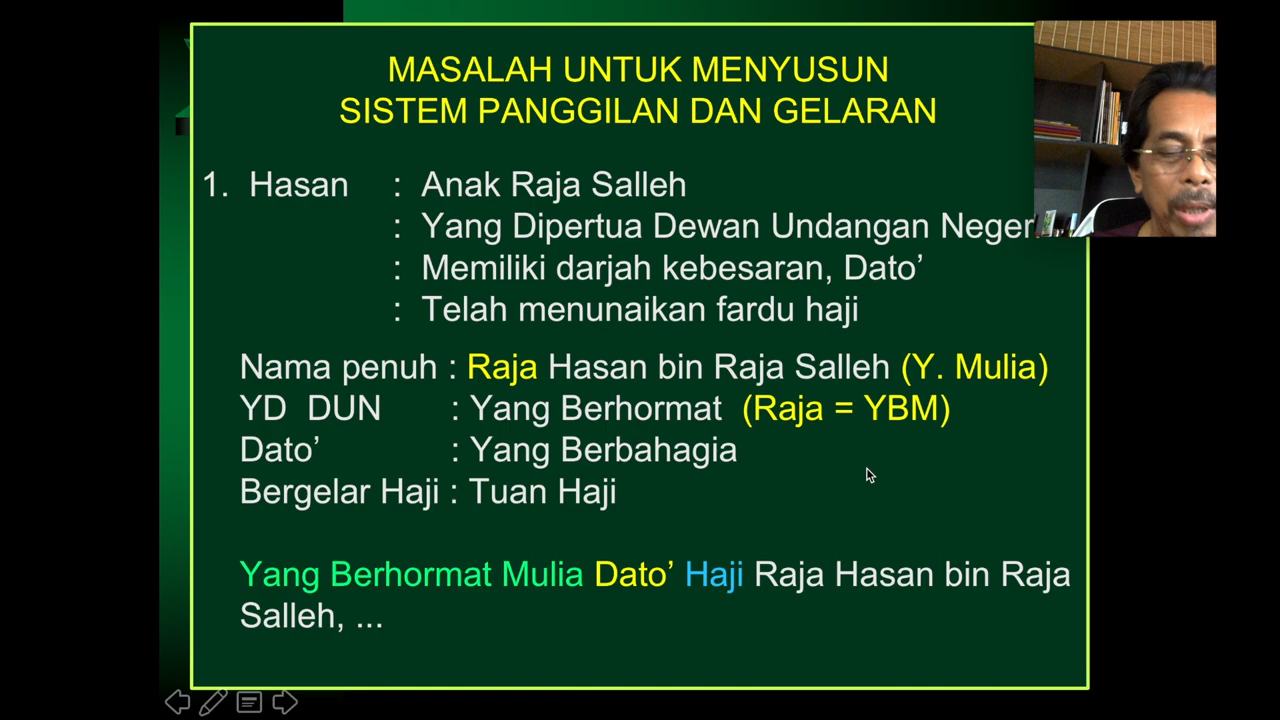 MASALAH UNTUK MENYUSUN
SISTEM PANGGILAN DAN GELARAN
1. Hasan : Anak Raja Salleh
: Yang Dipertua Dewan Undangan Neger
: Memiliki darjah kebesaran, Dato’
: Telah menunaikan fardu haji
Nama penuh : Raja Hasan bin Raja Salleh (Y. Mulia)
YD DUN : Yang Berhormat (Raja = YBM)
Dato’ : Yang Berbahagia
Bergelar Haji : Tuan Haji
Yang Berhormat Mulia Dato’ Haji Raja Hasan bin Raja
Salleh, ...